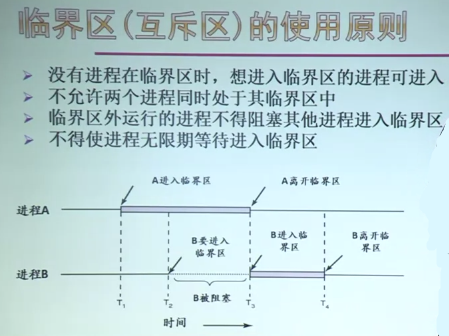 临界区(互斥区)的使用原则
没有进程在临界区时，想进入临界区的进程可进入
不允许两个进程同时处于其临界区中
临界区外运行的进程不得阻塞其他进程进入临界区
不得使进程无限期等待进入临界区
A进入临界区
A离开临界区
进程A
B要进入
临界区
B进入临
界区
B离开临
界区
进程B
B被阻塞
T1
T2
T3
T4
时间